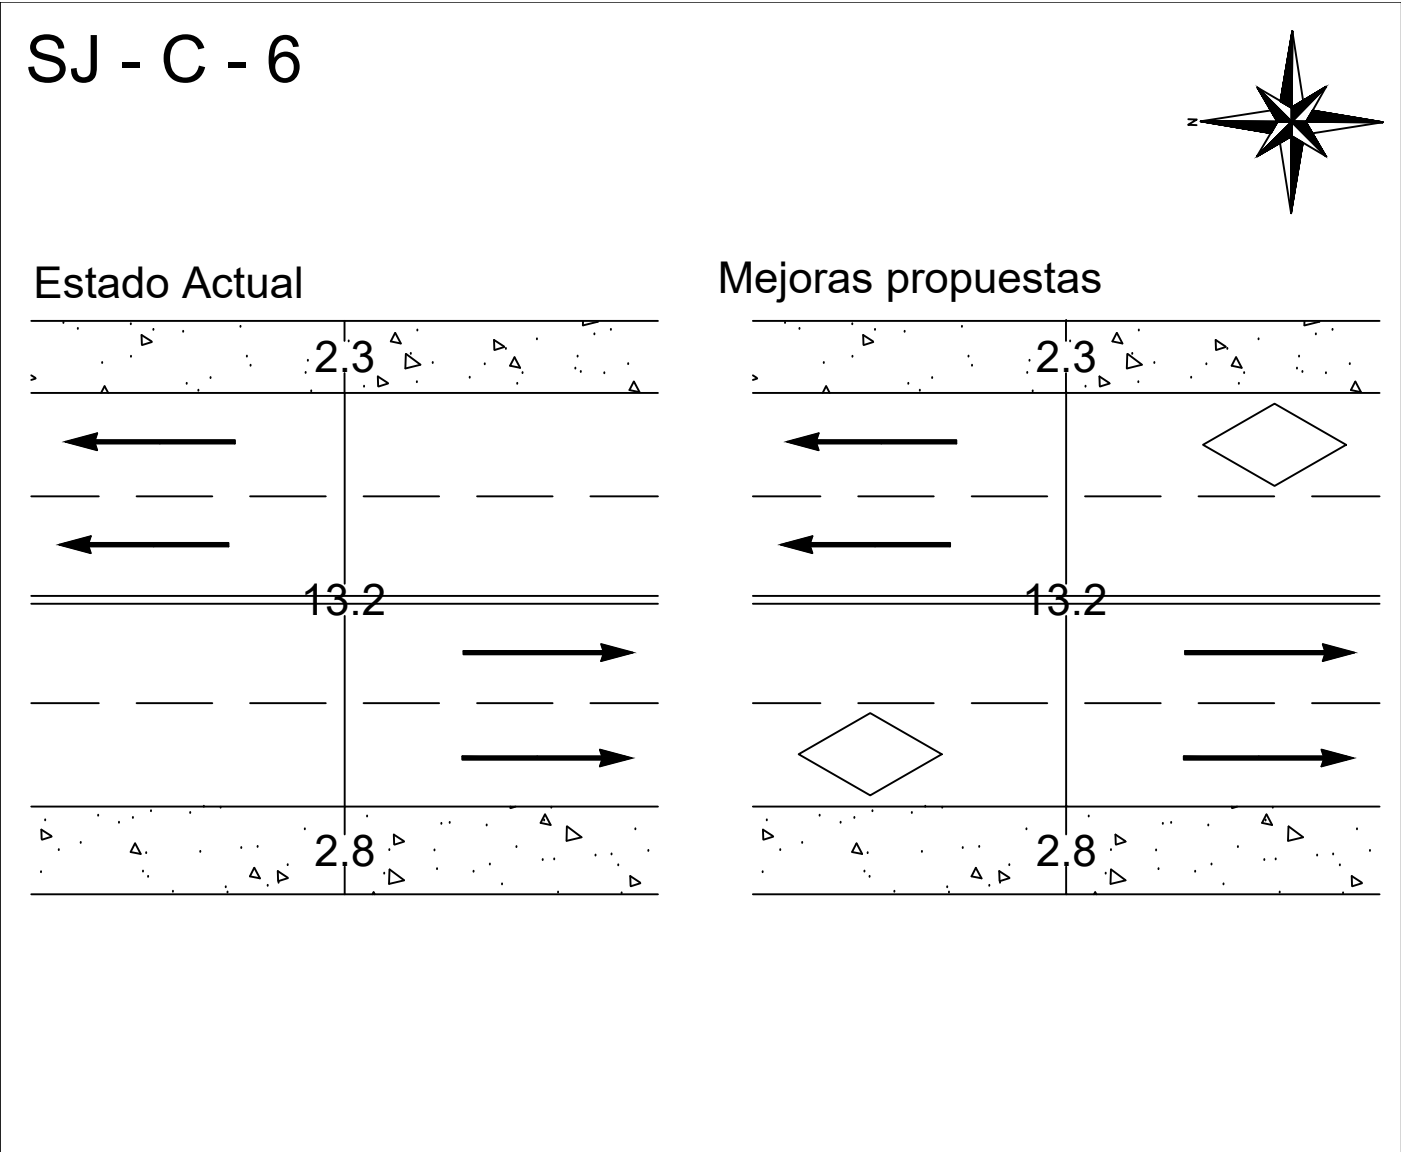 SJ - C - 6
N
Estado Actual
Mejoras propuestas
2.3
2.3
13.2
13.2
2.8
2.8